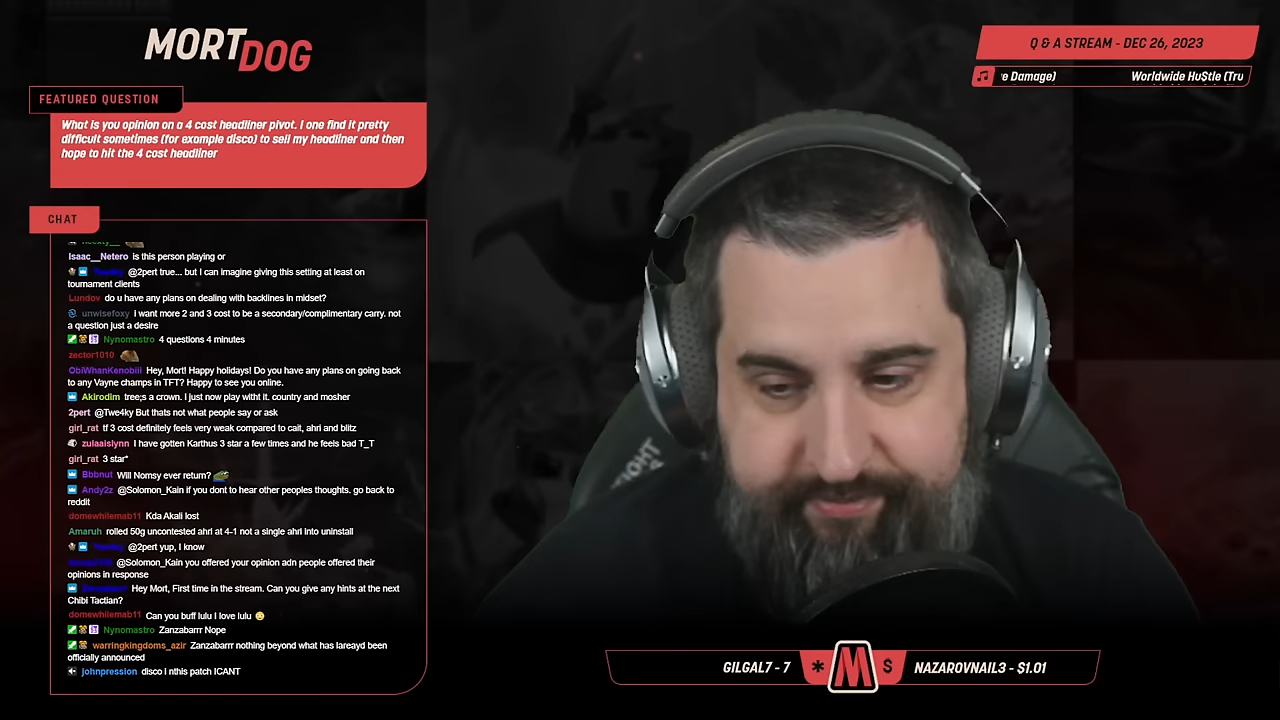 MORTDOG
Q & A STREAM - DEC 26, 2023
e Damage) Worldwide Hu$tle (Tru
FEATURED QUESTION
What is you opinion on a 4 cost headliner pivot. I one find it pretty
difficult sometimes (for example disco) to sell my headliner and then
hope to hit the 4 cost headliner
CHAT
Isaac__Netero is this person playing or
@2pert true... but I can imagine giving this setting at least on
tournament clients
Lundov do u have any plans on dealing with backlines in midset?
unwisefoxy I want more 2 and 3 cost to be a secondary/complimentary carry. not
a question just a desire
Nynomastro 4 questions 4 minutes
zector1010
ObiWhanKenobiii Hey, Mort! Happy holidays! Do you have any plans on going back
to any Vayne champs in TFT? Happy to see you online.
Akirodim tree;s a crown. I just now play witht it. country and mosher
2pert @Twe4ky But thats not what people say or ask
girl_rat tf 3 cost definitely feels very weak compared to cait, ahri and blitz
zulaaislynn I have gotten Karthus 3 star a few times and he feels bad T_T
girl_rat 3 star*
Bbbnut Will Nomsy ever return?
Andy2z @Solomon_Kain if you dont to hear other peoples thoughts. go back to
reddit
domewhilemab11 Kda Akali lost
Amaruh rolled 50g uncontested ahri at 4-1 not a single ahri into uninstall
@2pert yup, I know
@Solomon_Kain you offered your opinion adn people offered their
opinions in response
Hey Mort, First time in the stream. Can you give any hints at the next
Chibi Tactian?
domewhilemab11 Can you buff lulu I love lulu
Nynomastro Zanzabarrr Nope
warringkingdoms_azir Zanzabarrr nothing beyond what has lareayd been
officially announced
johnpression disco I nthis patch ICANT
GILGAL7 - 7 * M $ NAZAROVNAIL3 - $1.01